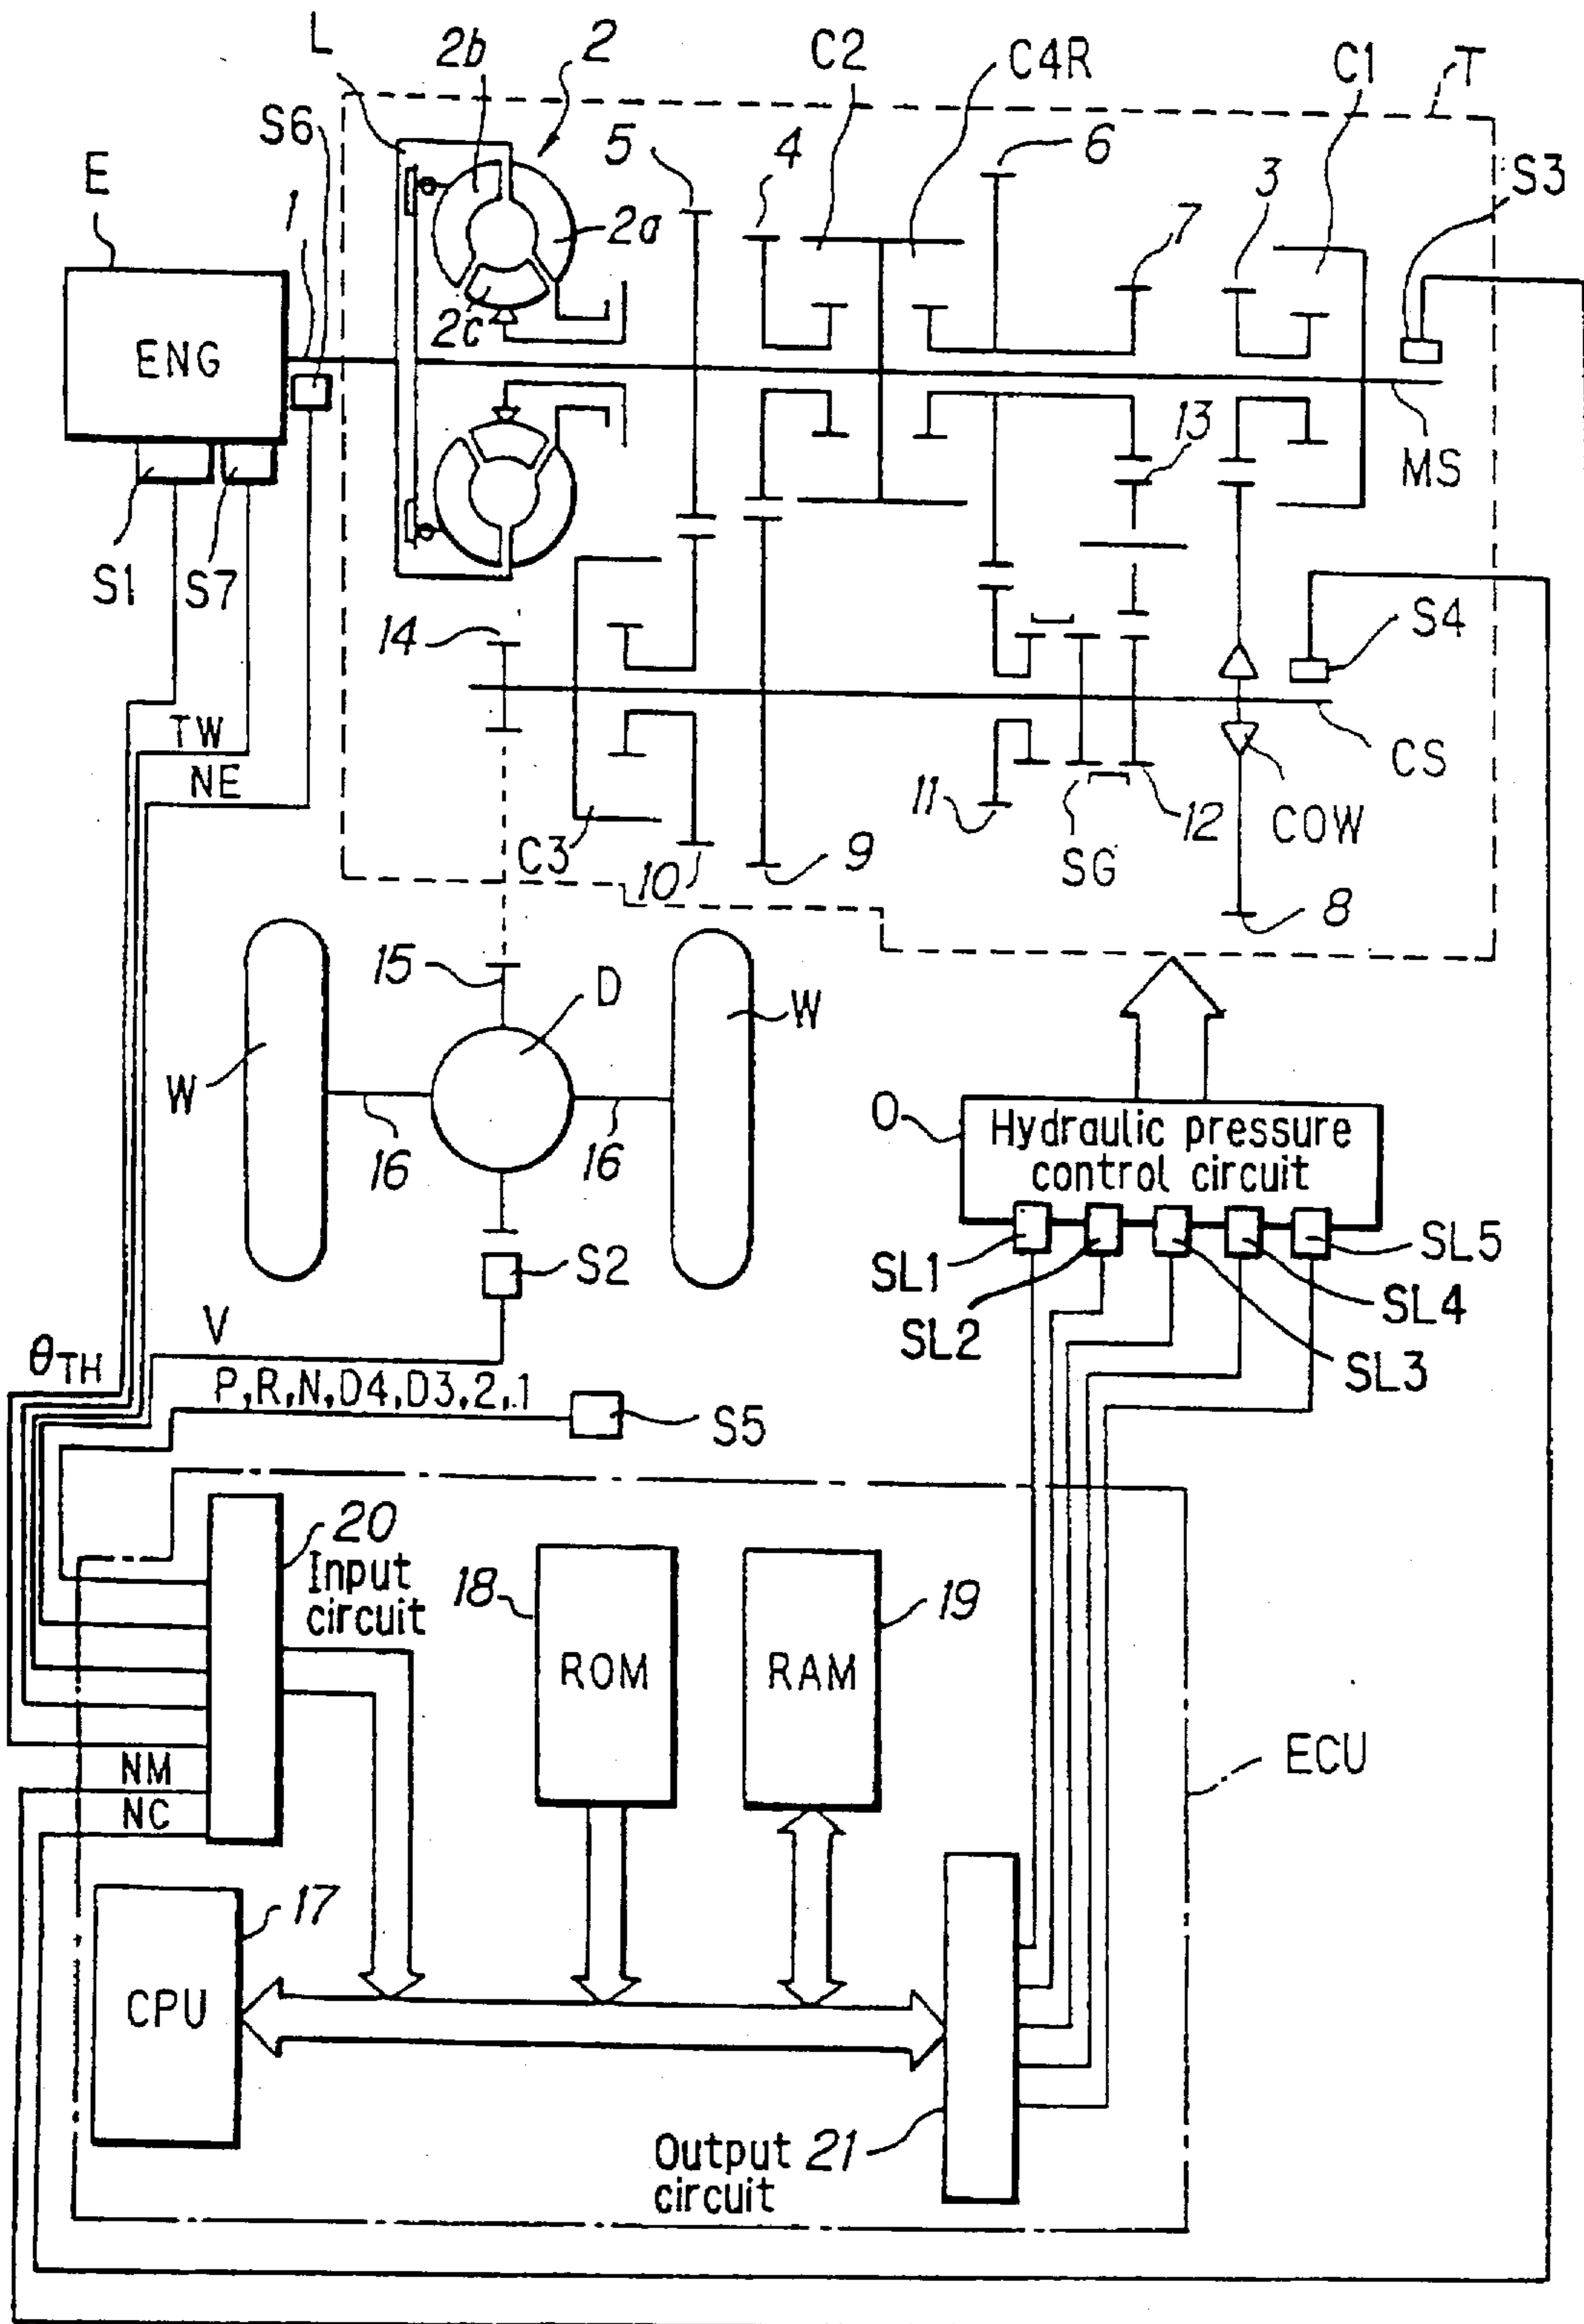 L
2b
2
C2
C4R
C1
T
S6
5
4
6
E
1
3
S3
7
2a
2c
ENG
13
MS
S1
S7
14
S4
TW
NE
CS
C3
10
9
11
SG
12
COW
8
15
D
W
W
16
16
O
Hydraulic pressure
control circuit
S2
SL1
SL2
SL5
SL4
SL3
V
θTH
P,R,N,D4,D3,2,1
S5
20
Input
circuit
18
19
ROM
RAM
NM
NC
ECU
17
CPU
Output 21
circuit